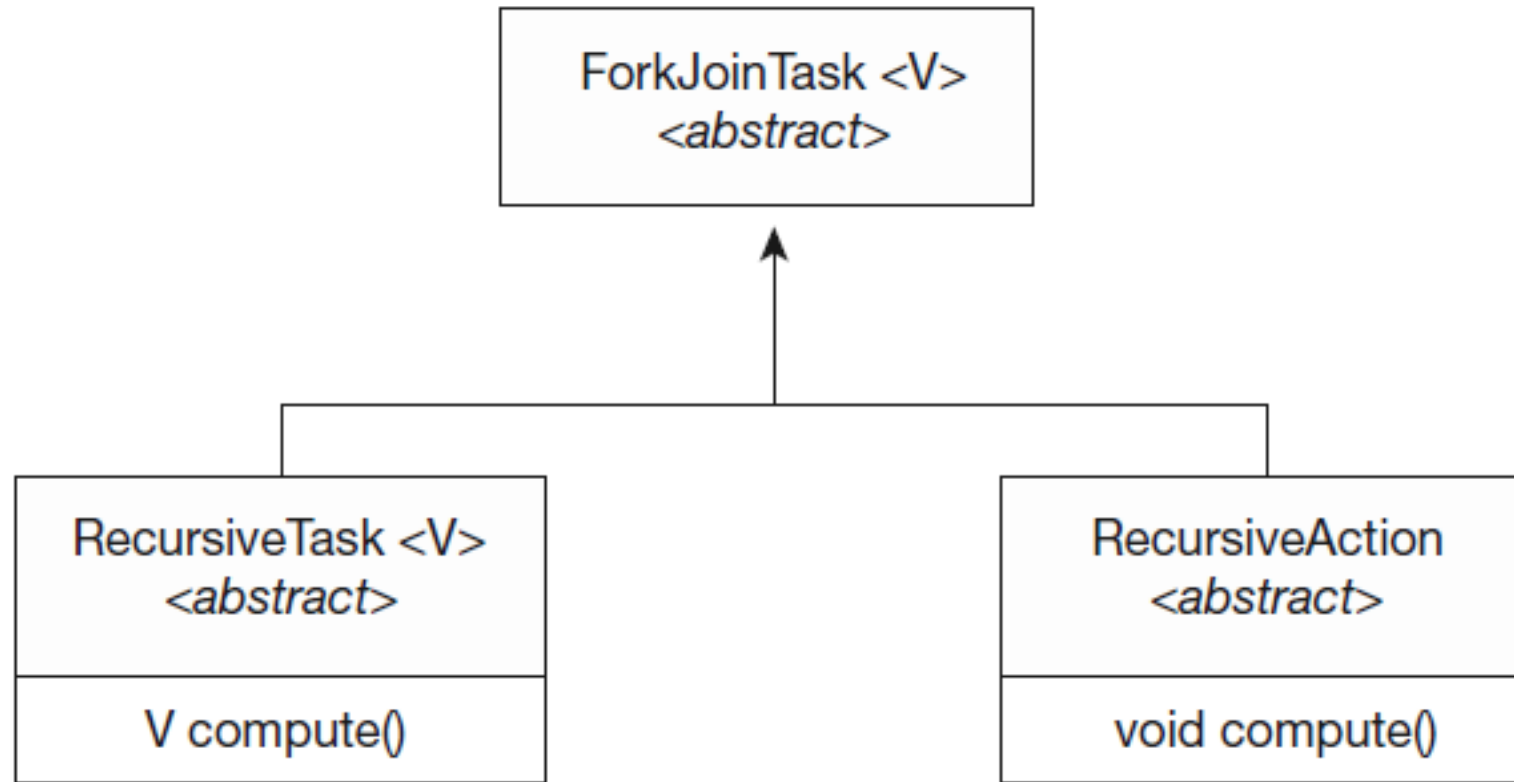 ForkJoinTask <V>
<abstract>
RecursiveTask <V>
<abstract>
V compute()
RecursiveAction
<abstract>
void compute()